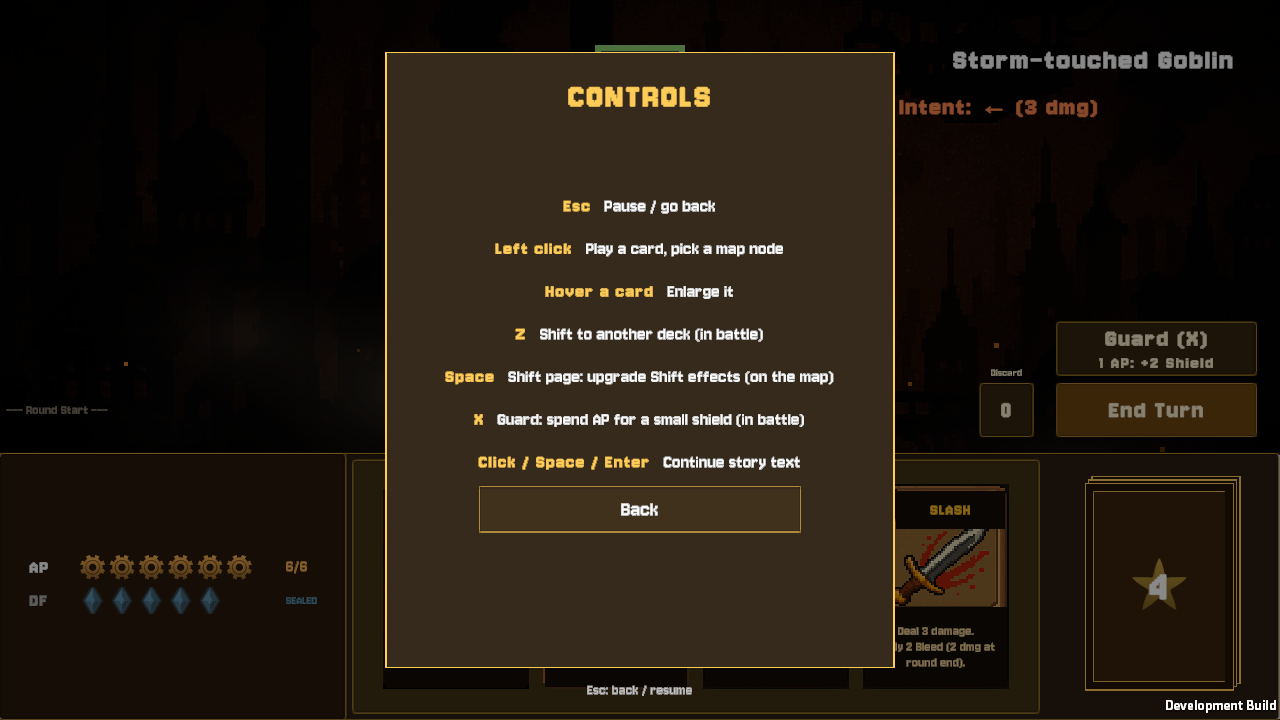 Storm-touched Goblin
Intent: ← (3 dmg)
CONTROLS
Esc Pause / go back
Left click Play a card, pick a map node
Hover a card Enlarge it
Z Shift to another deck (in battle)
Space Shift page: upgrade Shift effects (on the map)
X Guard: spend AP for a small shield (in battle)
Click / Space / Enter Continue story text
Back
Guard (X)
1 AP: +2 Shield
Discard
0
End Turn
Round Start
AP 6/6
DF SEALED
SLASH
Deal 3 damage.
2 Bleed (2 dmg at
round end).
4
Esc: back / resume
Development Build